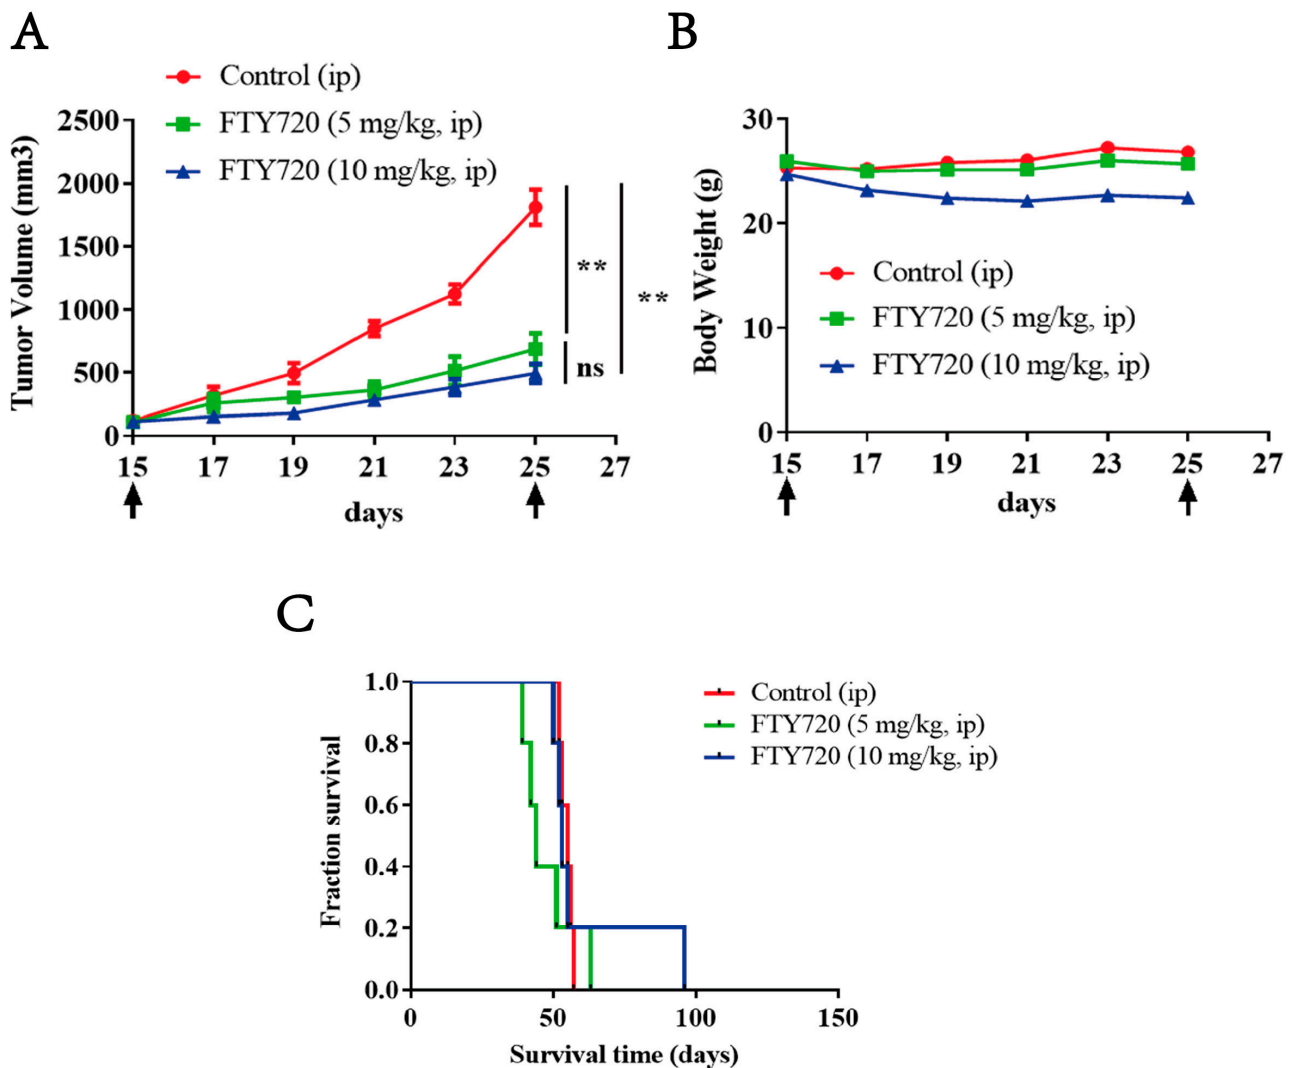 A
Control (ip)
FTY720 (5 mg/kg, ip)
FTY720 (10 mg/kg, ip)
Tumor Volume (mm3)
2500
2000
1500
1000
500
0
**
**
ns
15 17 19 21 23 25 27
days
B
Body Weight (g)
30
20
10
0
Control (ip)
FTY720 (5 mg/kg, ip)
FTY720 (10 mg/kg, ip)
15 17 19 21 23 25 27
days
C
Fraction survival
1.0
0.8
0.6
0.4
0.2
0.0
Control (ip)
FTY720 (5 mg/kg, ip)
FTY720 (10 mg/kg, ip)
0 50 100 150
Survival time (days)